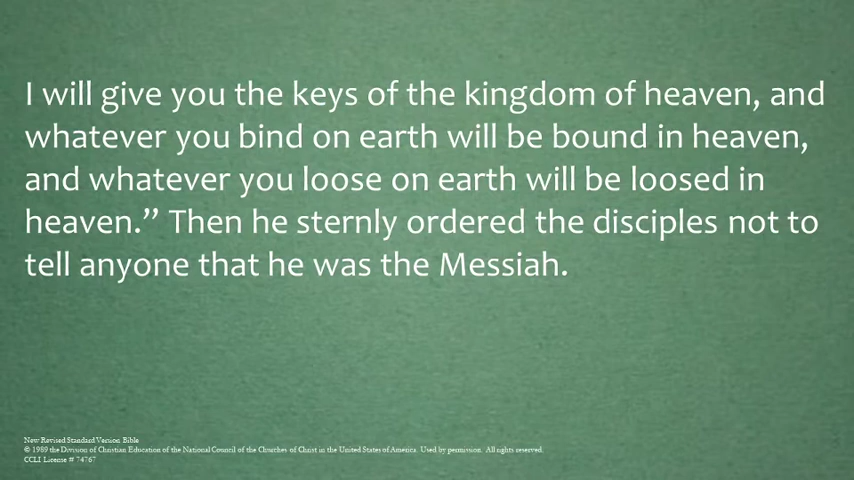 I will give you the keys of the kingdom of heaven, and
whatever you bind on earth will be bound in heaven,
and whatever you loose on earth will be loosed in
heaven.” Then he sternly ordered the disciples not to
tell anyone that he was the Messiah.
New Revised Standard Version Bible
© 1989 the Division of Christian Education of the National Council of the Churches of Christ in the United States of America. Used by permission. All rights reserved.
CCLI License # 74767